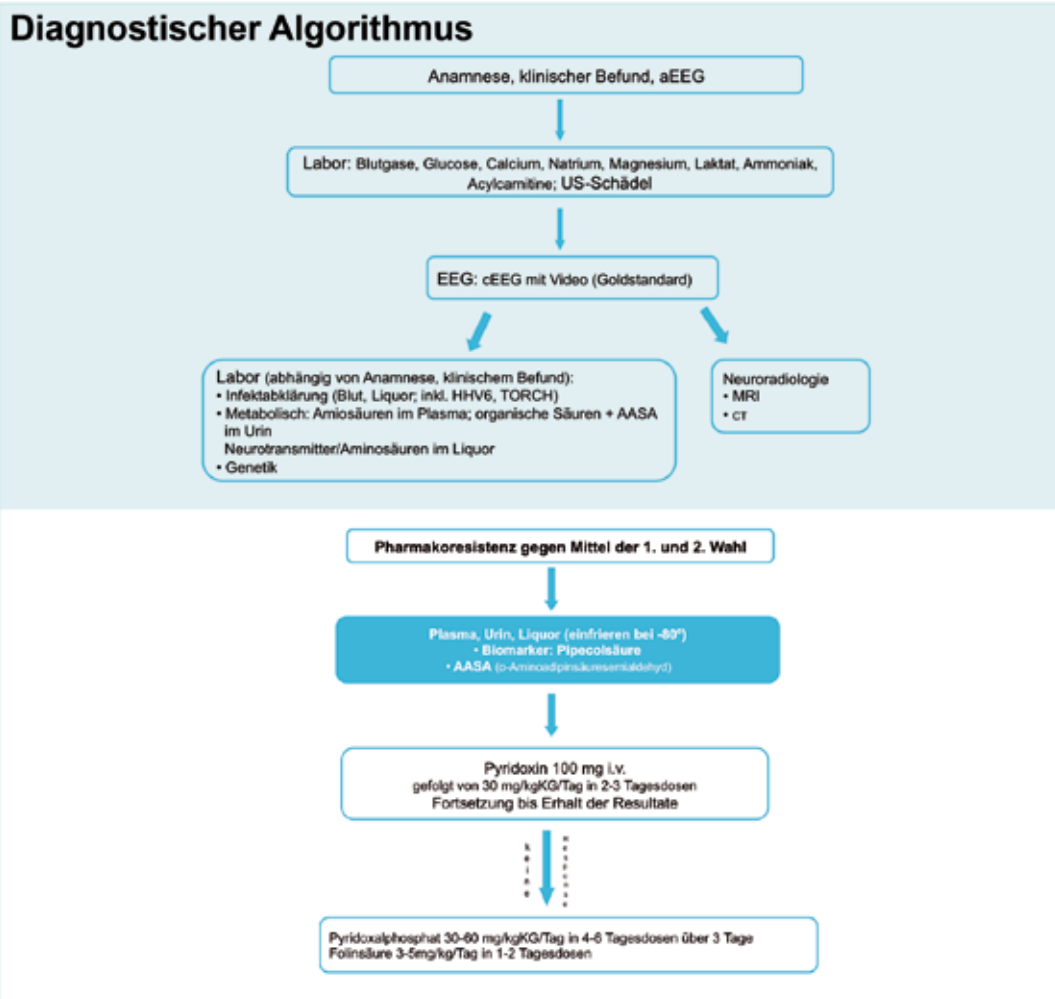 Diagnostischer Algorithmus
Anamnese, klinischer Befund, aEEG
Labor: Blutgase, Glucose, Calcium, Natrium, Magnesium, Laktat, Ammoniak,
Acylcarnitine; US-Schädel
EEG: cEEG mit Video (Goldstandard)
Labor (abhängig von Anamnese, klinischem Befund):
• Infektabklärung (Blut, Liquor; inkl. HHV6, TORCH)
• Metabolisch: Amiosäuren im Plasma; organische Säuren + AASA
im Urin
Neurotransmitter/Aminosäuren im Liquor
• Genetik
Neuroradiologie
• MRI
• CT
Pharmakoresistenz gegen Mittel der 1. und 2. Wahl
Plasma, Urin, Liquor (einfrieren bei -80°)
• Biomarker: Pipecolsäure
• AASA (α-Aminoadipinsäuresemialdehyd)
Pyridoxin 100 mg i.v.
gefolgt von 30 mg/kgKG/Tag in 2-3 Tagesdosen
Fortsetzung bis Erhalt der Resultate
keine
Response
Pyridoxalphosphat 30-60 mg/kgKG/Tag in 4-6 Tagesdosen über 3 Tage
Folinsäure 3-5mg/kg/Tag in 1-2 Tagesdosen